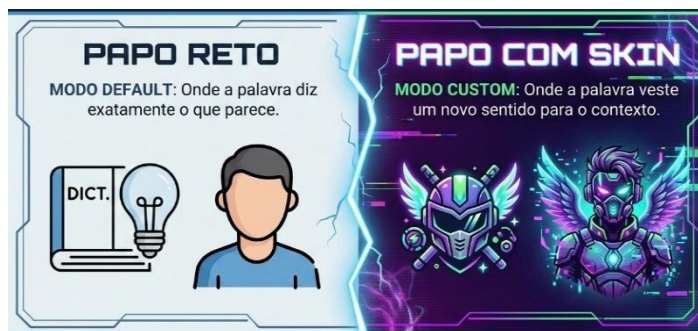 PAPO RETO
MODO DEFAULT: Onde a palavra diz
exatamente o que parece.
DICT.
PAPO COM SKIN
MODO CUSTOM: Onde a palavra veste
um novo sentido para o contexto.